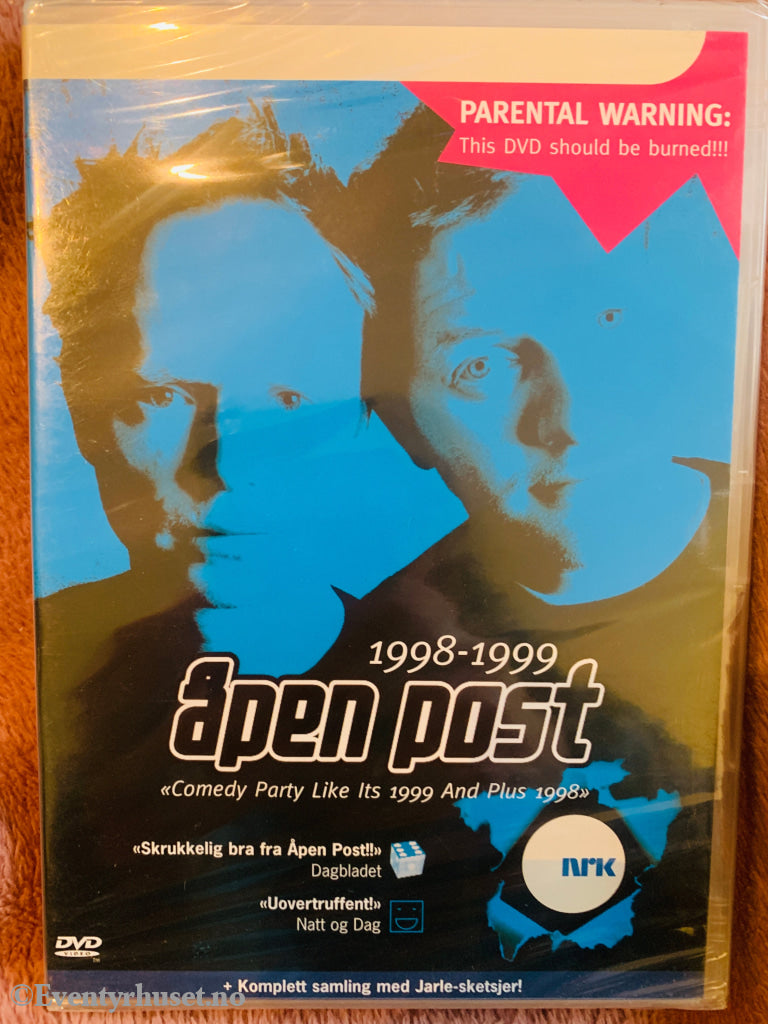 PARENTAL WARNING:
This DVD should be burned!!!
1998-1999
åpen post
«Comedy Party Like Its 1999 And Plus 1998»
«Skrukkelig bra fra Åpen Post!!»
Dagbladet
«Uovertruffent!»
Natt og Dag
NRK
DVD
VIDEO
+ Komplett samling med Jarle-sketsjer!
©Eventyrhuset.no